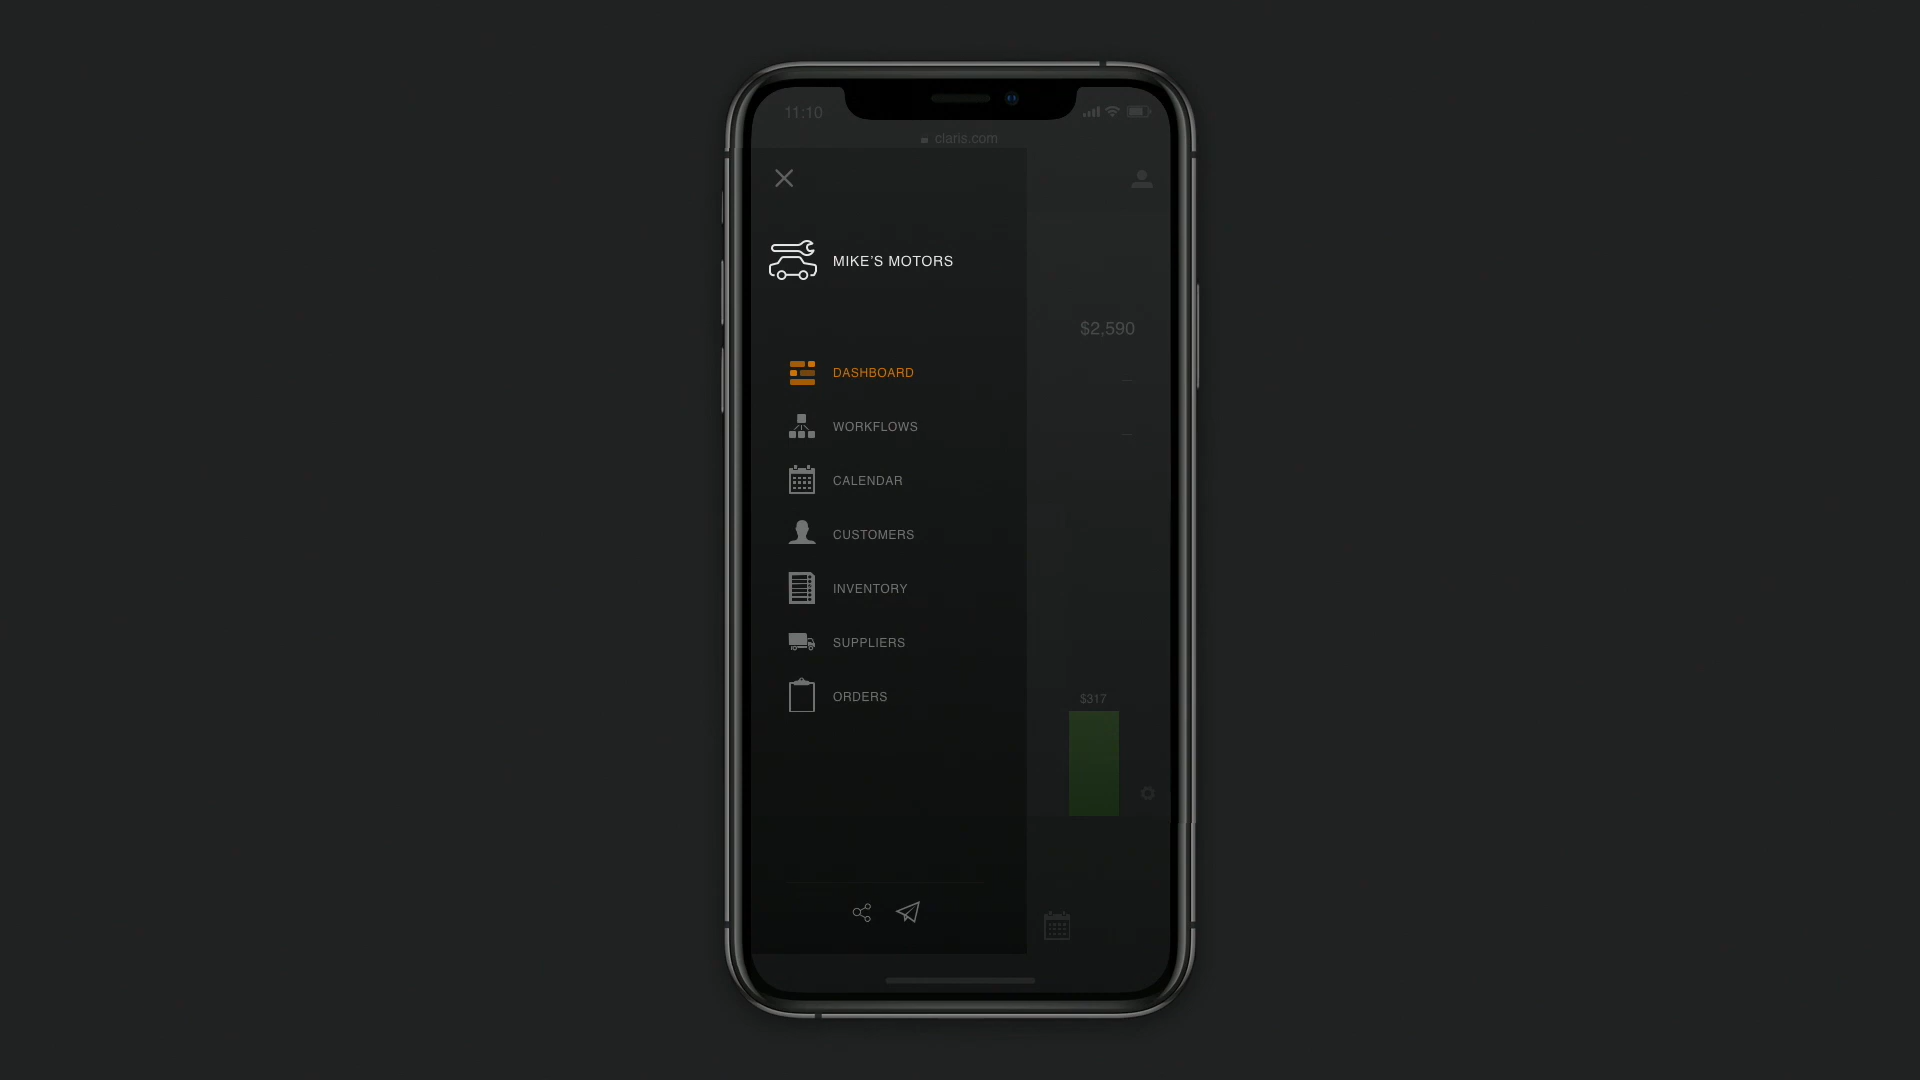 11:10
claris.com
MIKE'S MOTORS
$2,590
DASHBOARD
WORKFLOWS
CALENDAR
CUSTOMERS
INVENTORY
SUPPLIERS
ORDERS
$317